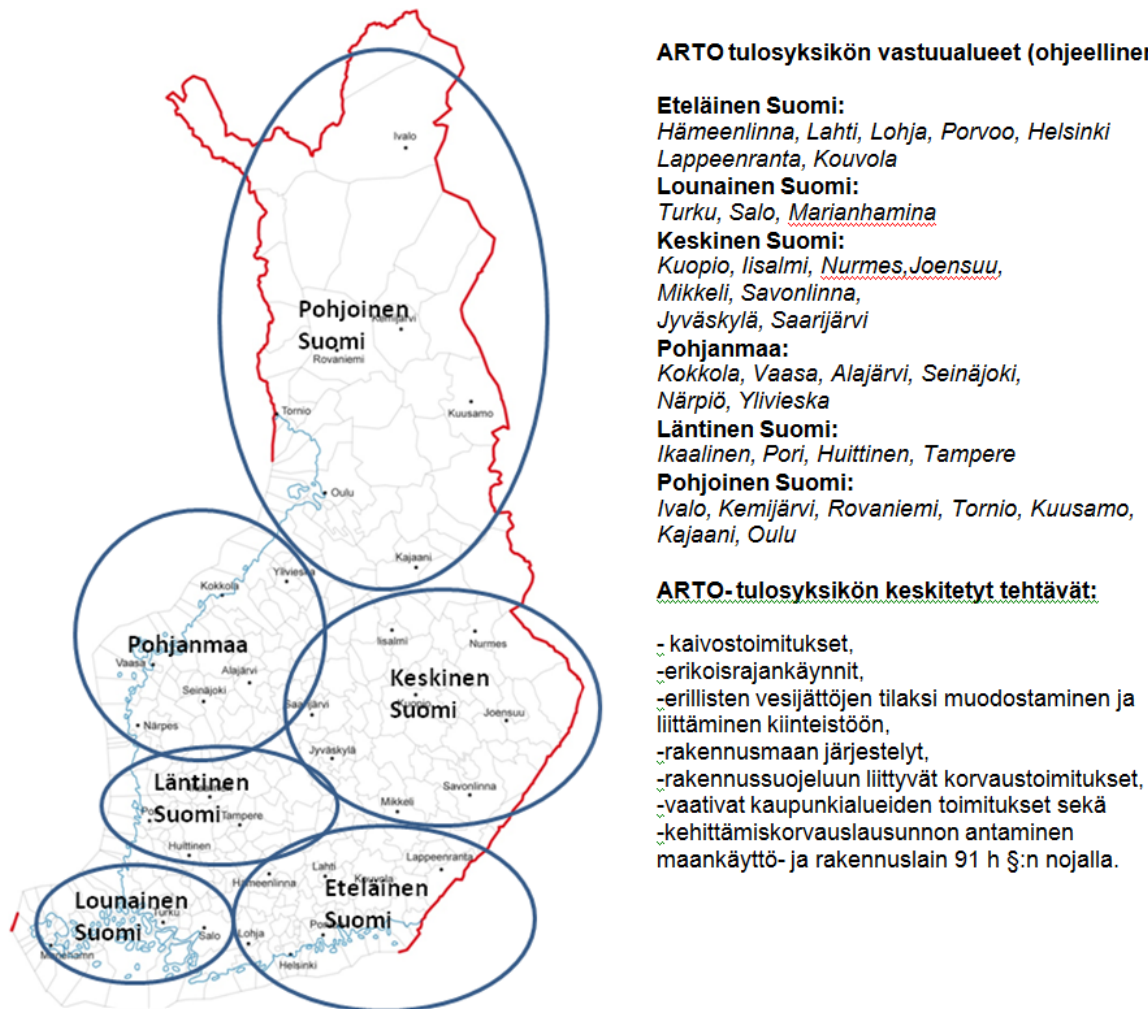 ARTO tulosyksikön vastuualueet (ohjeellinen
Eteläinen Suomi:
Hämeenlinna, Lahti, Lohja, Porvoo, Helsinki
Lappeenranta, Kouvola
Lounainen Suomi:
Turku, Salo, Marianhamina
Keskinen Suomi:
Kuopio, Iisalmi, Nurmes,Joensuu,
Mikkeli, Savonlinna,
Jyväskylä, Saarijärvi
Pohjanmaa:
Kokkola, Vaasa, Alajärvi, Seinäjoki,
Närpiö, Ylivieska
Läntinen Suomi:
Ikaalinen, Pori, Huittinen, Tampere
Pohjoinen Suomi:
Ivalo, Kemijärvi, Rovaniemi, Tornio, Kuusamo,
Kajaani, Oulu
ARTO- tulosyksikön keskitetyt tehtävät:
- kaivostoimitukset,
-erikoisrajankäynnit,
-erillisten vesijättöjen tilaksi muodostaminen ja
liittäminen kiinteistöön,
-rakennusmaan järjestelyt,
-rakennussuojeluun liittyvät korvaustoimitukset,
-vaativat kaupunkialueiden toimitukset sekä
-kehittämiskorvauslausunnon antaminen
maankäyttö- ja rakennuslain 91 h §:n nojalla.
Ivalo
Pohjoinen
Suomi
Kemijärvi
Rovaniemi
Tornio
Kuusamo
Oulu
Kajaani
Ylivieska
Kokkola
Pohjanmaa
Vaasa
Alajärvi
Seinäjoki
Närpes
Iisalmi
Nurmes
Keskinen
Suomi
Kuopio
Joensuu
Saarijärvi
Jyväskylä
Savonlinna
Mikkeli
Läntinen
Suomi
Tampere
Huittinen
Lappeenranta
Lahti
Kouvola
Hämeenlinna
Eteläinen
Suomi
Lohja
Helsinki
Lounainen
Suomi
Turku
Salo